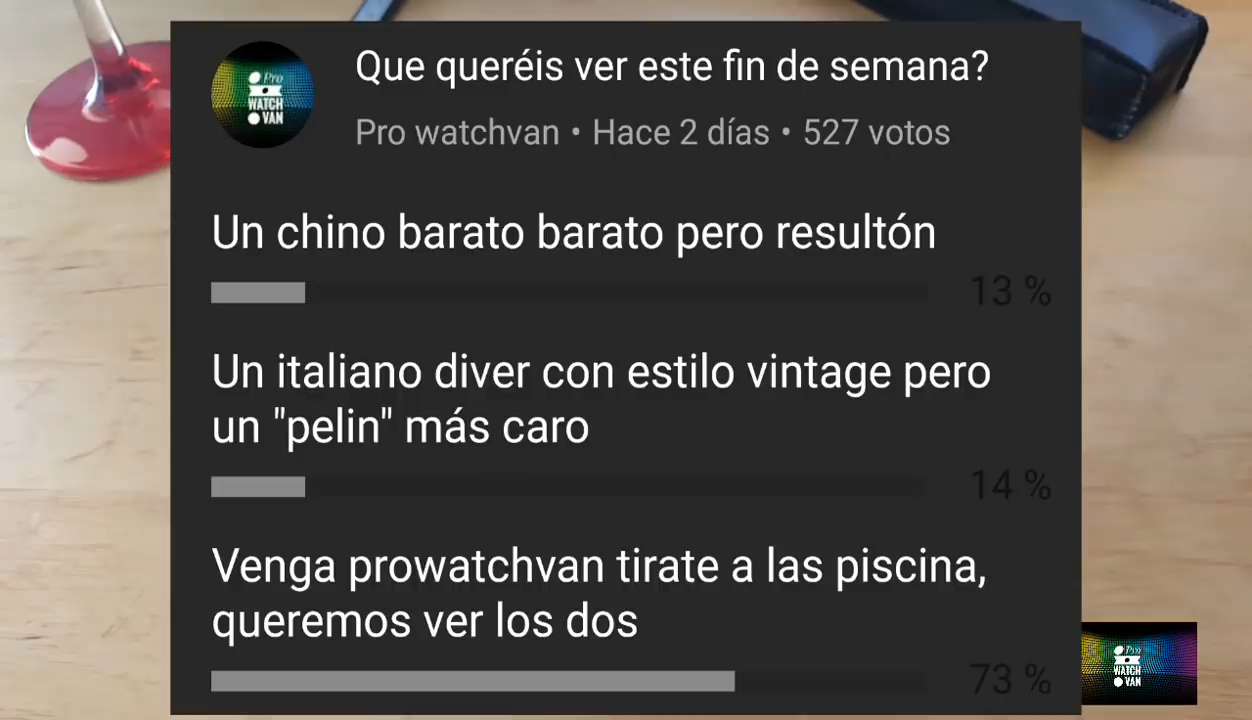 Pro
WATCH
VAN
Que queréis ver este fin de semana?
Pro watchvan • Hace 2 días • 527 votos
Un chino barato barato pero resultón
13 %
Un italiano diver con estilo vintage pero
un "pelin" más caro
14 %
Venga prowatchvan tirate a las piscina,
queremos ver los dos
73 %
Pro
WATCH
VAN